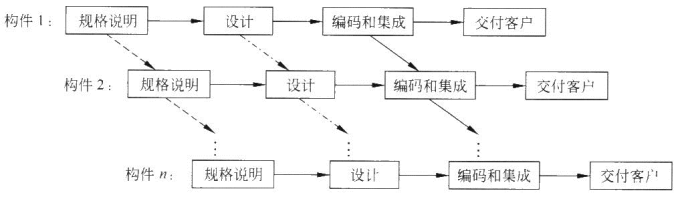 构件 1： 规格说明 设计 编码和集成 交付客户
构件 2： 规格说明 设计 编码和集成 交付客户
⋮ ⋮ ⋮
构件 n： 规格说明 设计 编码和集成 交付客户